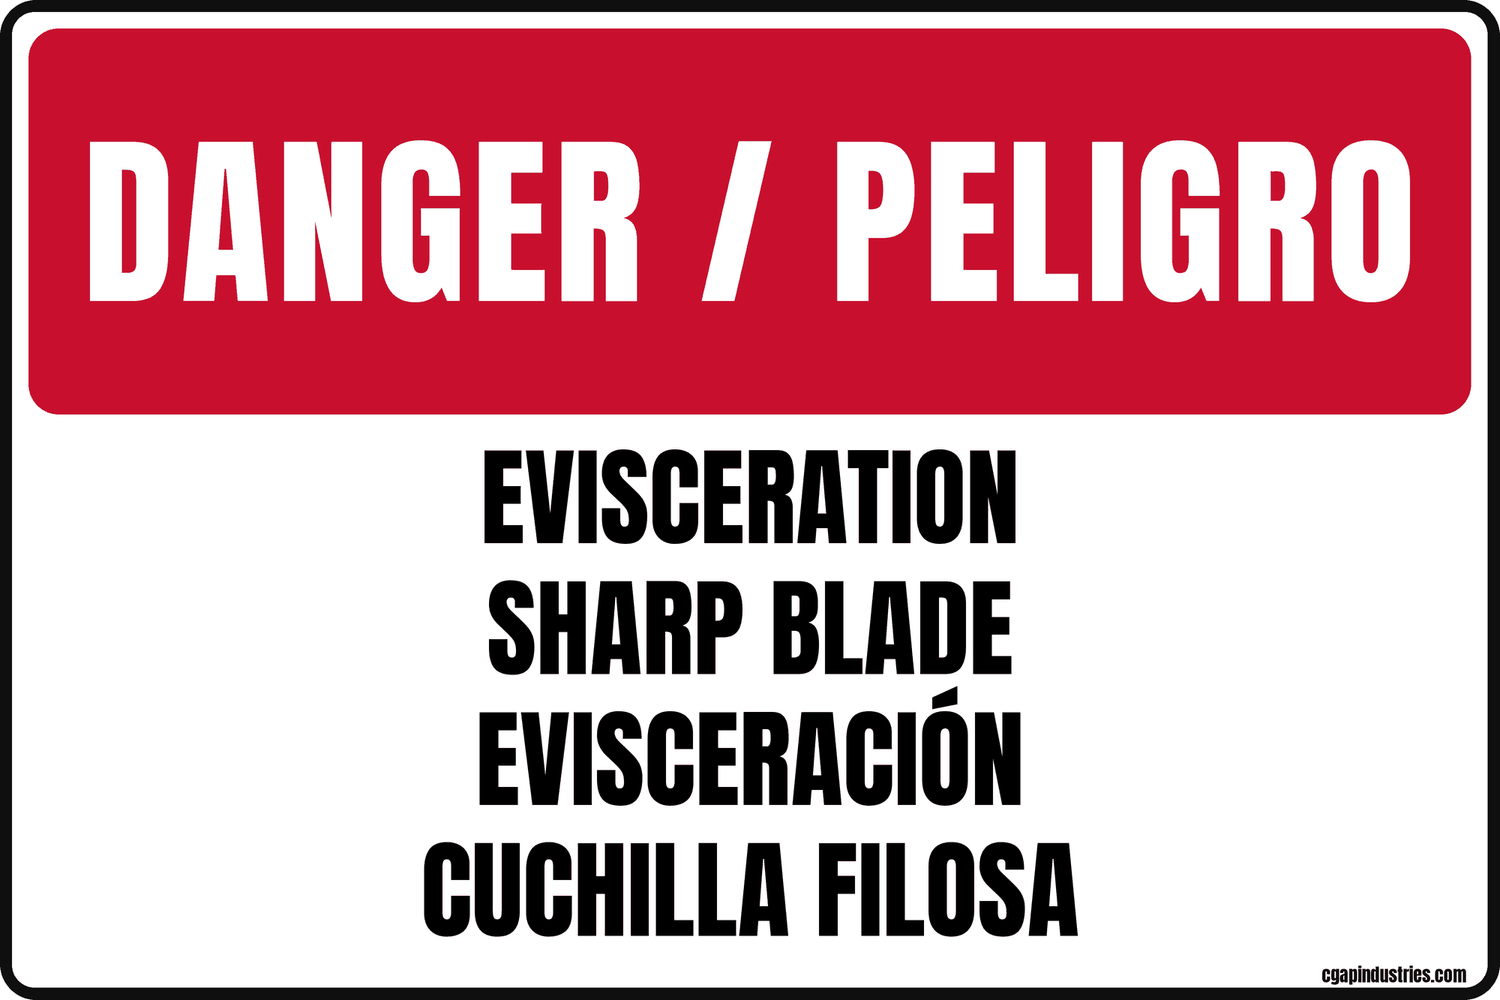 DANGER / PELIGRO
EVISCERATION
SHARP BLADE
EVISCERACIÓN
CUCHILLA FILOSA
cgapindustries.com